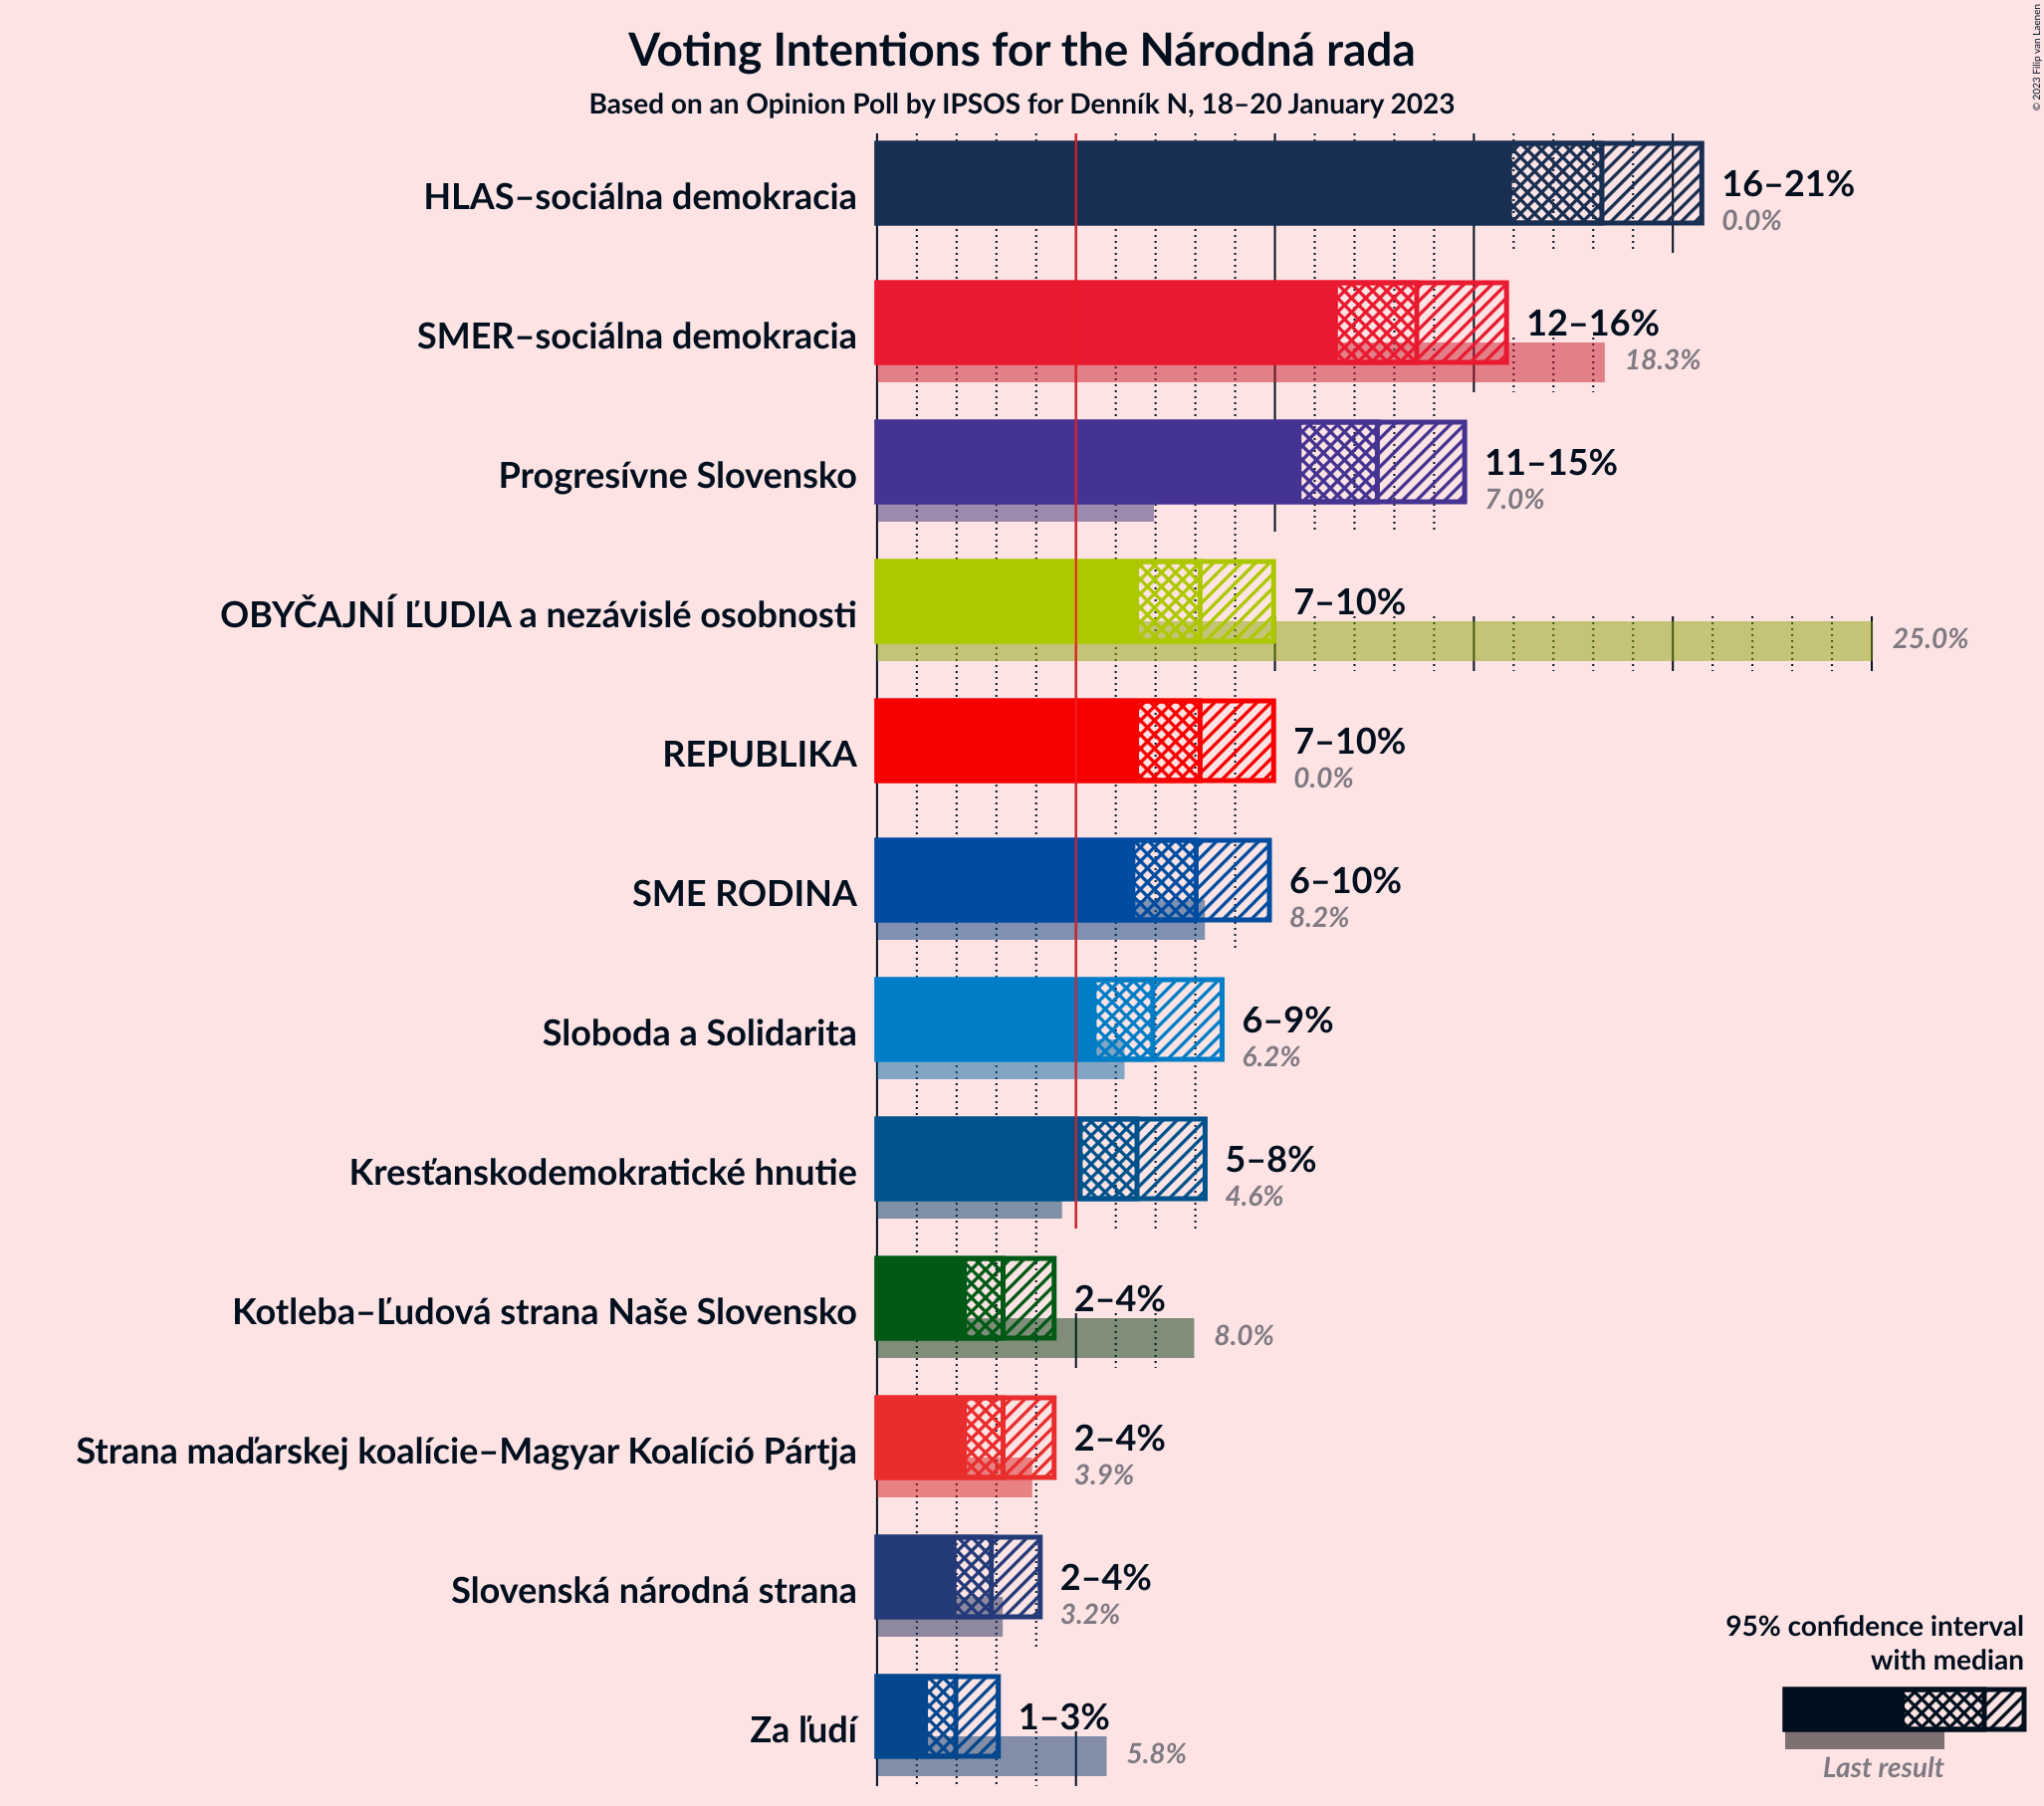 Voting Intentions for the Národná rada
Based on an Opinion Poll by IPSOS for Denník N, 18–20 January 2023
© 2023 Filip van Laenen
HLAS–sociálna demokracia
16–21%
0.0%
SMER–sociálna demokracia
12–16%
18.3%
Progresívne Slovensko
11–15%
7.0%
OBYČAJNÍ ĽUDIA a nezávislé osobnosti
7–10%
25.0%
REPUBLIKA
7–10%
0.0%
SME RODINA
6–10%
8.2%
Sloboda a Solidarita
6–9%
6.2%
Kresťanskodemokratické hnutie
5–8%
4.6%
Kotleba–Ľudová strana Naše Slovensko
2–4%
8.0%
Strana maďarskej koalície–Magyar Koalíció Pártja
2–4%
3.9%
Slovenská národná strana
2–4%
3.2%
Za ľudí
1–3%
5.8%
95% confidence interval
with median
Last result